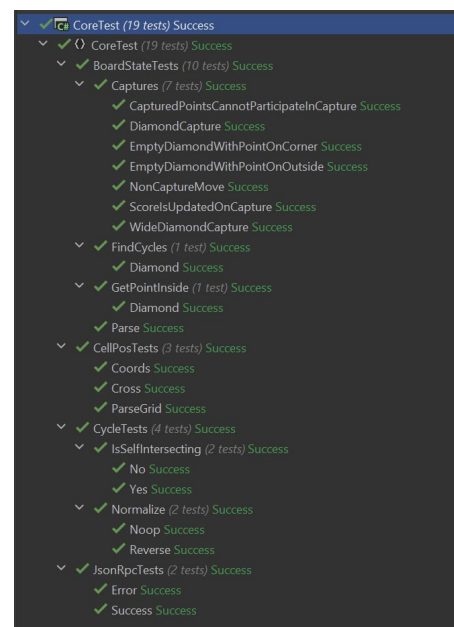 C# CoreTest (19 tests) Success
CoreTest (19 tests) Success
BoardStateTests (10 tests) Success
Captures (7 tests) Success
CapturedPointsCannotParticipateInCapture Success
DiamondCapture Success
EmptyDiamondWithPointOnCorner Success
EmptyDiamondWithPointOnOutside Success
NonCaptureMove Success
ScoreIsUpdatedOnCapture Success
WideDiamondCapture Success
FindCycles (1 test) Success
Diamond Success
GetPointInside (1 test) Success
Diamond Success
Parse Success
CellPosTests (3 tests) Success
Coords Success
Cross Success
ParseGrid Success
CycleTests (4 tests) Success
IsSelfIntersecting (2 tests) Success
No Success
Yes Success
Normalize (2 tests) Success
Noop Success
Reverse Success
JsonRpcTests (2 tests) Success
Error Success
Success Success